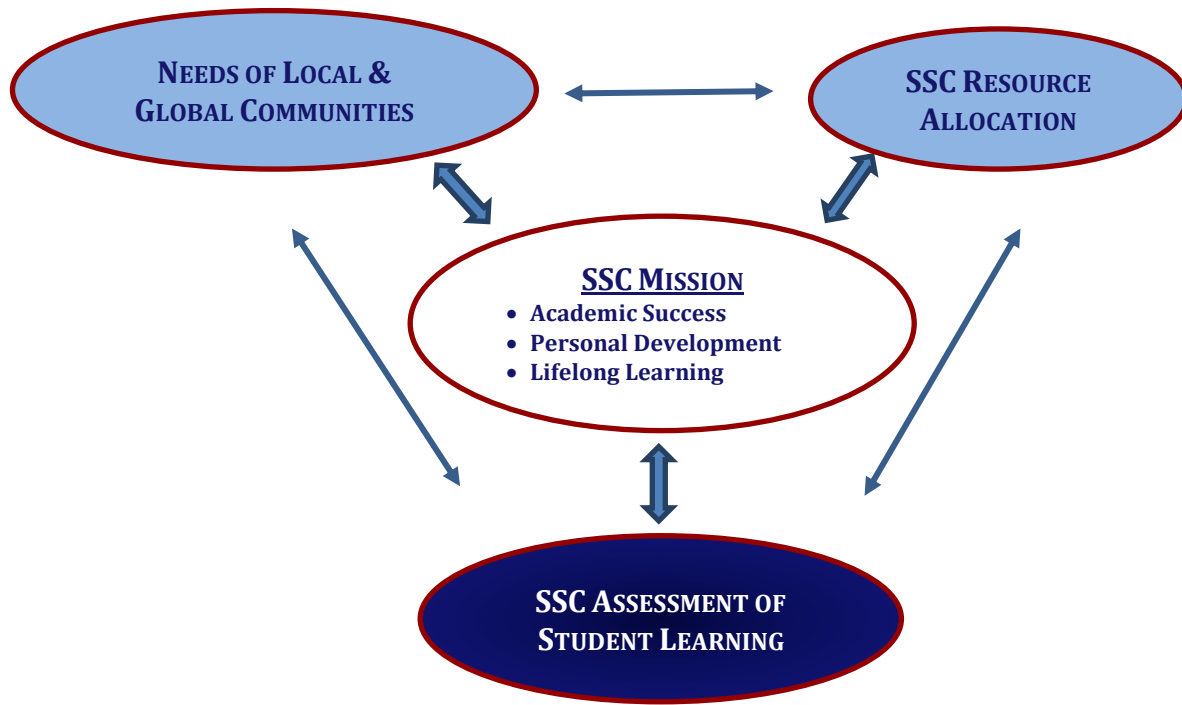 NEEDS OF LOCAL &
GLOBAL COMMUNITIES
SSC RESOURCE
ALLOCATION
SSC MISSION
• Academic Success
• Personal Development
• Lifelong Learning
SSC ASSESSMENT OF
STUDENT LEARNING